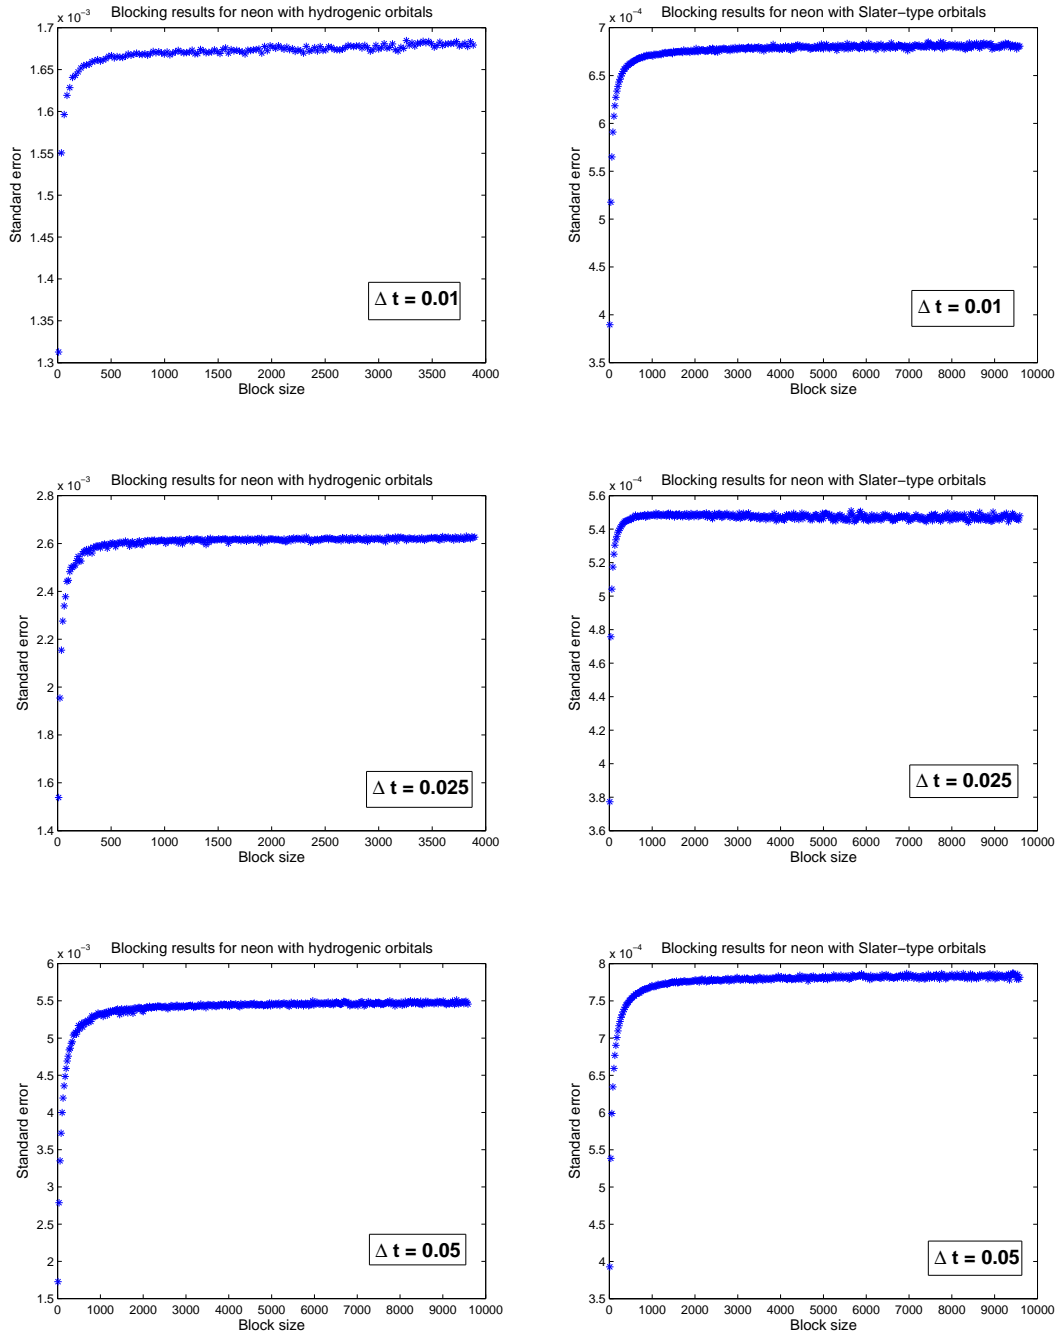 Blocking results for neon with hydrogenic orbitals
x 10⁻³
1.7
1.65
1.6
1.55
1.5
1.45
1.4
1.35
1.3
Standard error
Δ t = 0.01
0 500 1000 1500 2000 2500 3000 3500 4000
Block size
Blocking results for neon with Slater−type orbitals
x 10⁻⁴
7
6.5
6
5.5
5
4.5
4
3.5
Standard error
Δ t = 0.01
0 1000 2000 3000 4000 5000 6000 7000 8000 9000 10000
Block size
Blocking results for neon with hydrogenic orbitals
x 10⁻³
2.8
2.6
2.4
2.2
2
1.8
1.6
1.4
Standard error
Δ t = 0.025
0 500 1000 1500 2000 2500 3000 3500 4000
Block size
Blocking results for neon with Slater−type orbitals
x 10⁻⁴
5.6
5.4
5.2
5
4.8
4.6
4.4
4.2
4
3.8
3.6
Standard error
Δ t = 0.025
0 1000 2000 3000 4000 5000 6000 7000 8000 9000 10000
Block size
Blocking results for neon with hydrogenic orbitals
x 10⁻³
6
5.5
5
4.5
4
3.5
3
2.5
2
1.5
Standard error
Δ t = 0.05
0 1000 2000 3000 4000 5000 6000 7000 8000 9000 10000
Block size
Blocking results for neon with Slater−type orbitals
x 10⁻⁴
8
7.5
7
6.5
6
5.5
5
4.5
4
3.5
Standard error
Δ t = 0.05
0 1000 2000 3000 4000 5000 6000 7000 8000 9000 10000
Block size